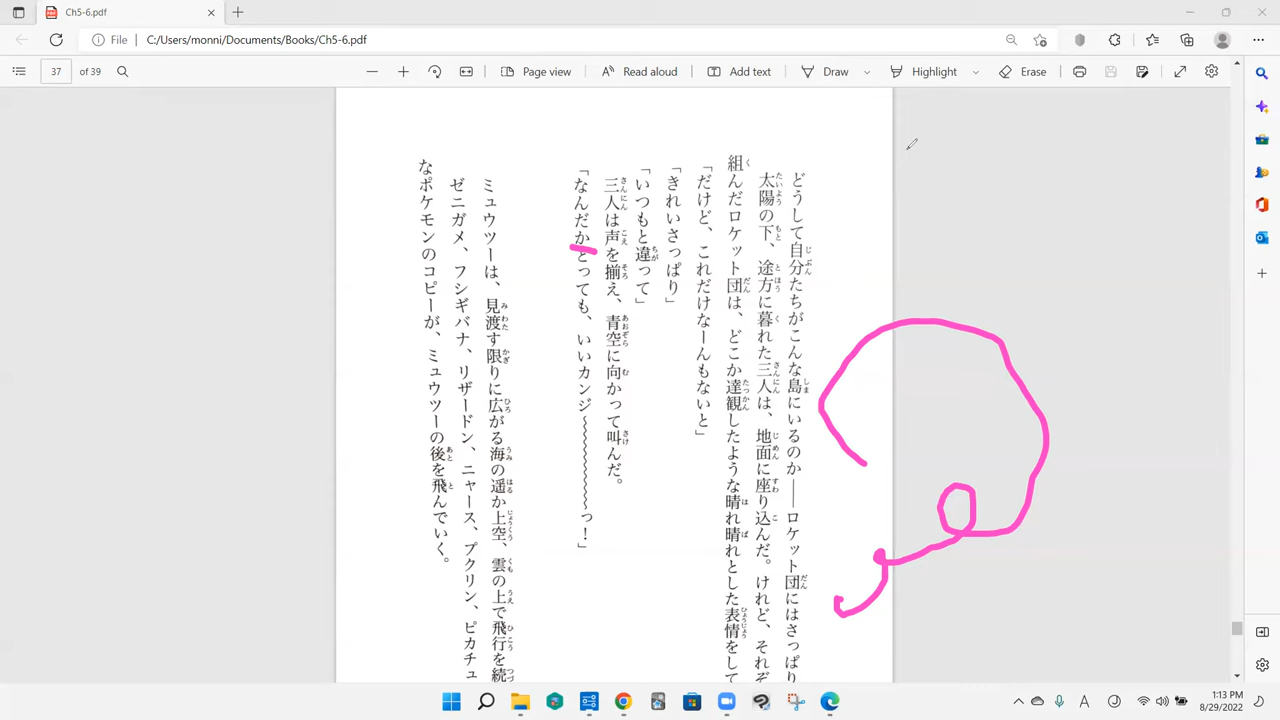 Ch5-6.pdf
File C:/Users/monni/Documents/Books/Ch5-6.pdf
37 of 39 Page view Read aloud Add text Draw Highlight Erase
どうして自分たちがこんな島にいるのか──ロケット団にはさっぱり
太陽の下、途方に暮れた三人は、地面に座り込んだ。けれど、それぞ
組んだロケット団は、どこか達観したような晴れ晴れとした表情をして
「だけど、これだけなーんもないと」
「きれいさっぱり」
「いつもと違って」
三人は声を揃え、青空に向かって叫んだ。
「なんだかとっても、いいカンジ〜〜〜〜〜〜〜っ！」
ミュウツーは、見渡す限りに広がる海の遥か上空、雲の上で飛行を続
ゼニガメ、フシギバナ、リザードン、ニャース、プクリン、ピカチュ
なポケモンのコピーが、ミュウツーの後を飛んでいく。
1:13 PM
8/29/2022